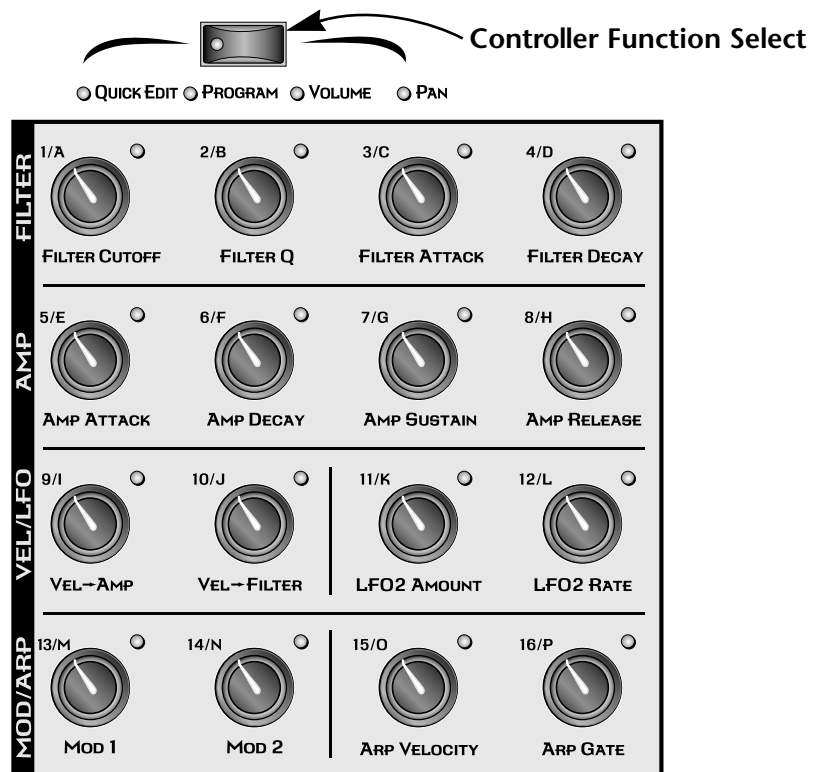 Controller Function Select
QUICK EDIT PROGRAM VOLUME PAN
FILTER
1/A 2/B 3/C 4/D
FILTER CUTOFF FILTER Q FILTER ATTACK FILTER DECAY
AMP
5/E 6/F 7/G 8/H
AMP ATTACK AMP DECAY AMP SUSTAIN AMP RELEASE
VEL/LFO
9/I 10/J 11/K 12/L
VEL→AMP VEL→FILTER LFO2 AMOUNT LFO2 RATE
MOD/ARP
13/M 14/N 15/O 16/P
MOD 1 MOD 2 ARP VELOCITY ARP GATE